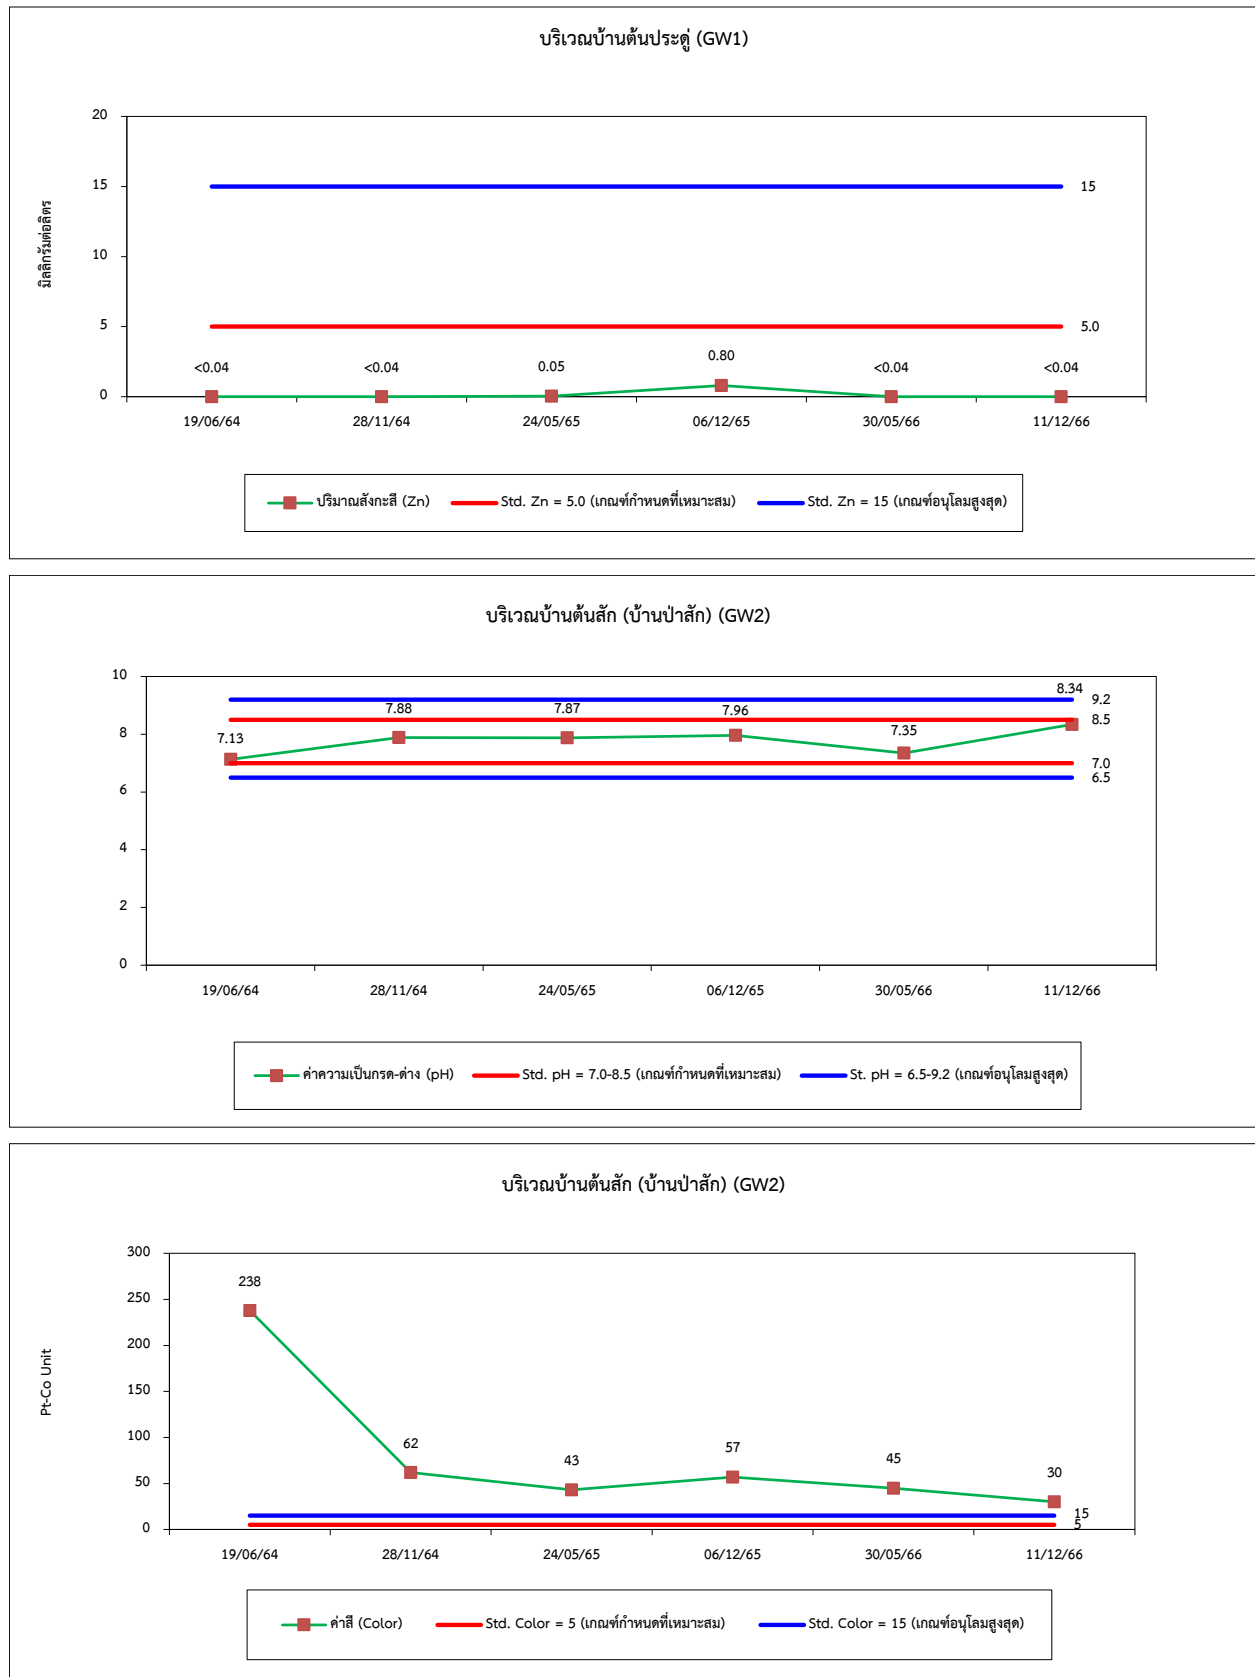 บริเวณบ้านต้นประดู่ (GW1)
มิลลิกรัมต่อลิตร
20
15
10
5
0
15
5.0
<0.04 <0.04 0.05 0.80 <0.04 <0.04
19/06/64 28/11/64 24/05/65 06/12/65 30/05/66 11/12/66
ปริมาณสังกะสี (Zn) Std. Zn = 5.0 (เกณฑ์กำหนดที่เหมาะสม) Std. Zn = 15 (เกณฑ์อนุโลมสูงสุด)
บริเวณบ้านต้นสัก (บ้านป่าสัก) (GW2)
10
8
6
4
2
0
7.13 7.88 7.87 7.96 7.35 8.34
9.2
8.5
7.0
6.5
19/06/64 28/11/64 24/05/65 06/12/65 30/05/66 11/12/66
ค่าความเป็นกรด-ด่าง (pH) Std. pH = 7.0-8.5 (เกณฑ์กำหนดที่เหมาะสม) St. pH = 6.5-9.2 (เกณฑ์อนุโลมสูงสุด)
บริเวณบ้านต้นสัก (บ้านป่าสัก) (GW2)
Pt-Co Unit
300
250
200
150
100
50
0
238 62 43 57 45 30
15
5
19/06/64 28/11/64 24/05/65 06/12/65 30/05/66 11/12/66
ค่าสี (Color) Std. Color = 5 (เกณฑ์กำหนดที่เหมาะสม) Std. Color = 15 (เกณฑ์อนุโลมสูงสุด)